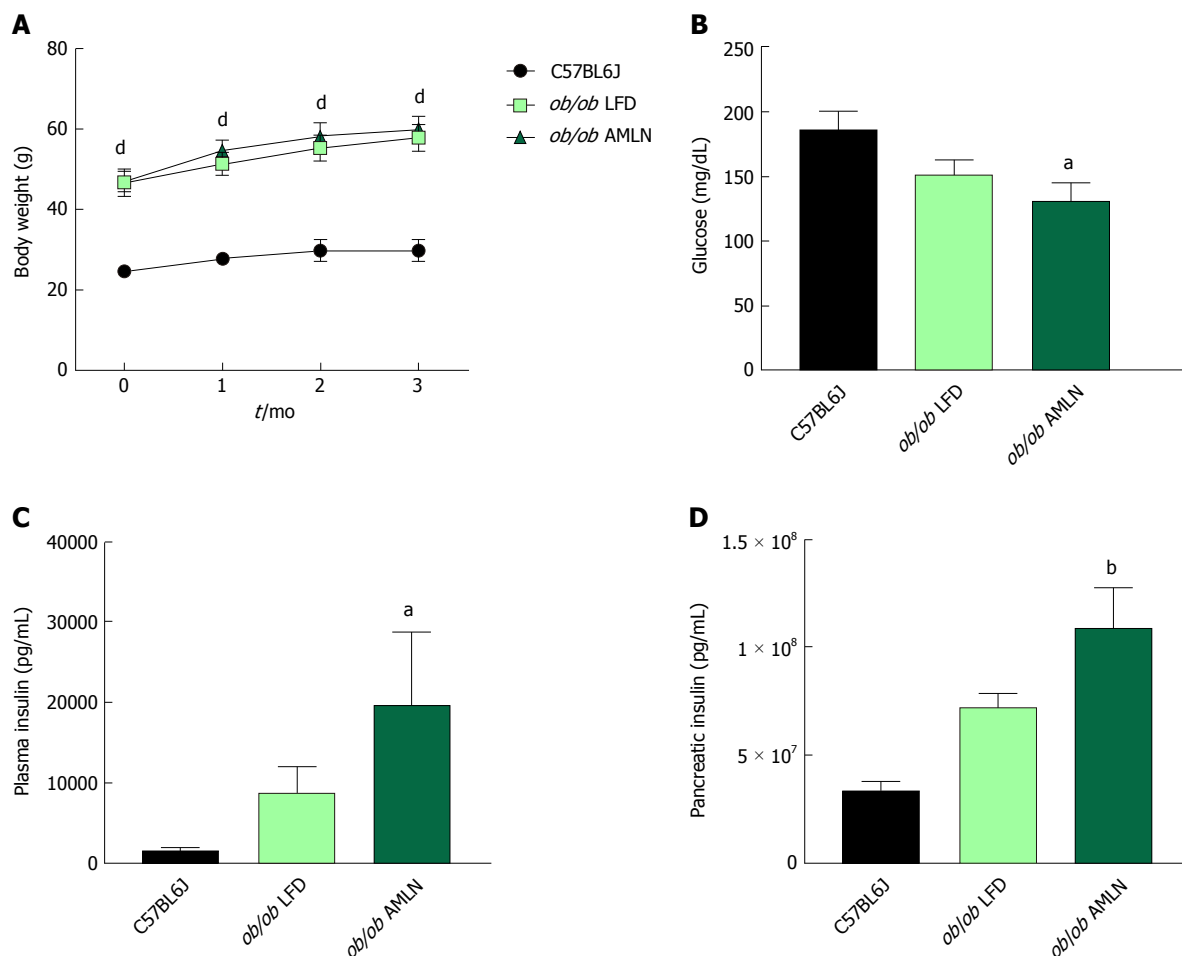 A
80
60
40
20
0
Body weight (g)
d
d
d
d
0 1 2 3
t/mo
C57BL6J
ob/ob LFD
ob/ob AMLN
B
250
200
150
100
50
0
Glucose (mg/dL)
a
C57BL6J
ob/ob LFD
ob/ob AMLN
C
40000
30000
20000
10000
0
Plasma insulin (pg/mL)
a
C57BL6J
ob/ob LFD
ob/ob AMLN
D
1.5 × 10⁸
1 × 10⁸
5 × 10⁷
0
Pancreatic insulin (pg/mL)
b
C57BL6J
ob/ob LFD
ob/ob AMLN